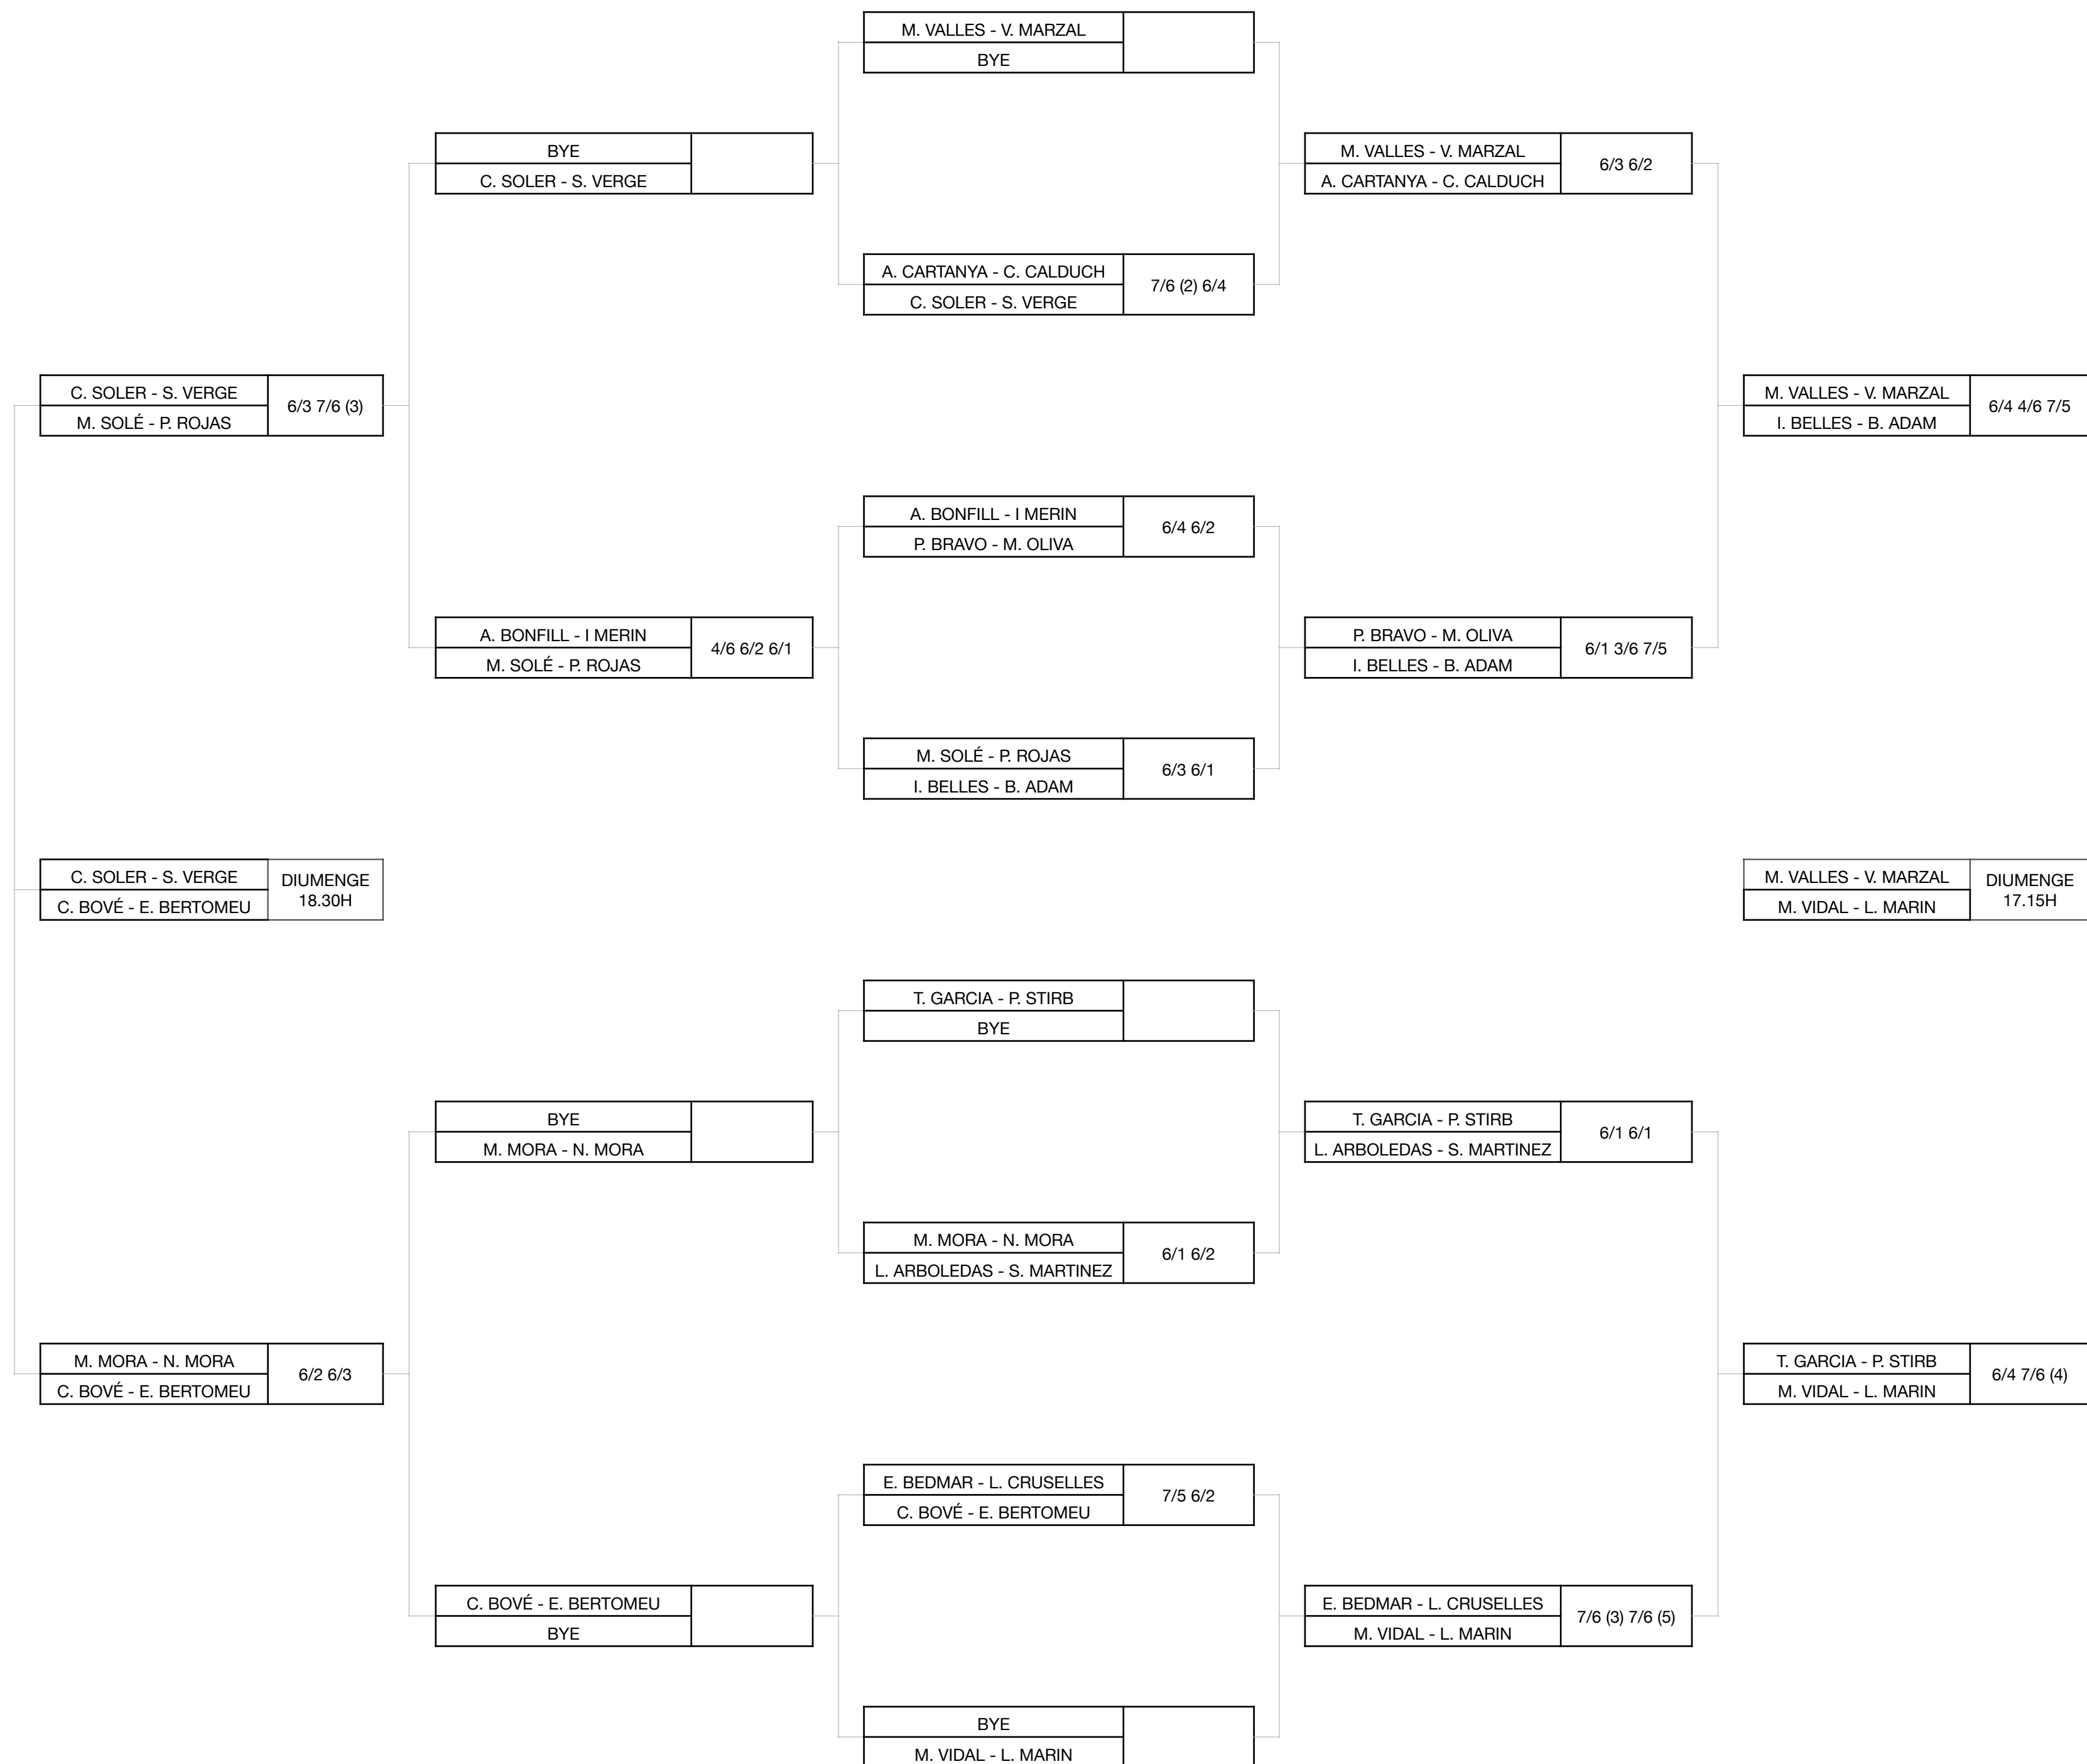 M. VALLES - V. MARZAL
BYE
BYE
C. SOLER - S. VERGE
M. VALLES - V. MARZAL
A. CARTANYA - C. CALDUCH
6/3 6/2
A. CARTANYA - C. CALDUCH
C. SOLER - S. VERGE
7/6 (2) 6/4
C. SOLER - S. VERGE
M. SOLÉ - P. ROJAS
6/3 7/6 (3)
M. VALLES - V. MARZAL
I. BELLES - B. ADAM
6/4 4/6 7/5
A. BONFILL - I MERIN
P. BRAVO - M. OLIVA
6/4 6/2
A. BONFILL - I MERIN
M. SOLÉ - P. ROJAS
4/6 6/2 6/1
P. BRAVO - M. OLIVA
I. BELLES - B. ADAM
6/1 3/6 7/5
M. SOLÉ - P. ROJAS
I. BELLES - B. ADAM
6/3 6/1
C. SOLER - S. VERGE
C. BOVÉ - E. BERTOMEU
DIUMENGE
18.30H
M. VALLES - V. MARZAL
M. VIDAL - L. MARIN
DIUMENGE
17.15H
T. GARCIA - P. STIRB
BYE
BYE
M. MORA - N. MORA
T. GARCIA - P. STIRB
L. ARBOLEDAS - S. MARTINEZ
6/1 6/1
M. MORA - N. MORA
L. ARBOLEDAS - S. MARTINEZ
6/1 6/2
M. MORA - N. MORA
C. BOVÉ - E. BERTOMEU
6/2 6/3
T. GARCIA - P. STIRB
M. VIDAL - L. MARIN
6/4 7/6 (4)
E. BEDMAR - L. CRUSELLES
C. BOVÉ - E. BERTOMEU
7/5 6/2
C. BOVÉ - E. BERTOMEU
BYE
E. BEDMAR - L. CRUSELLES
M. VIDAL - L. MARIN
7/6 (3) 7/6 (5)
BYE
M. VIDAL - L. MARIN